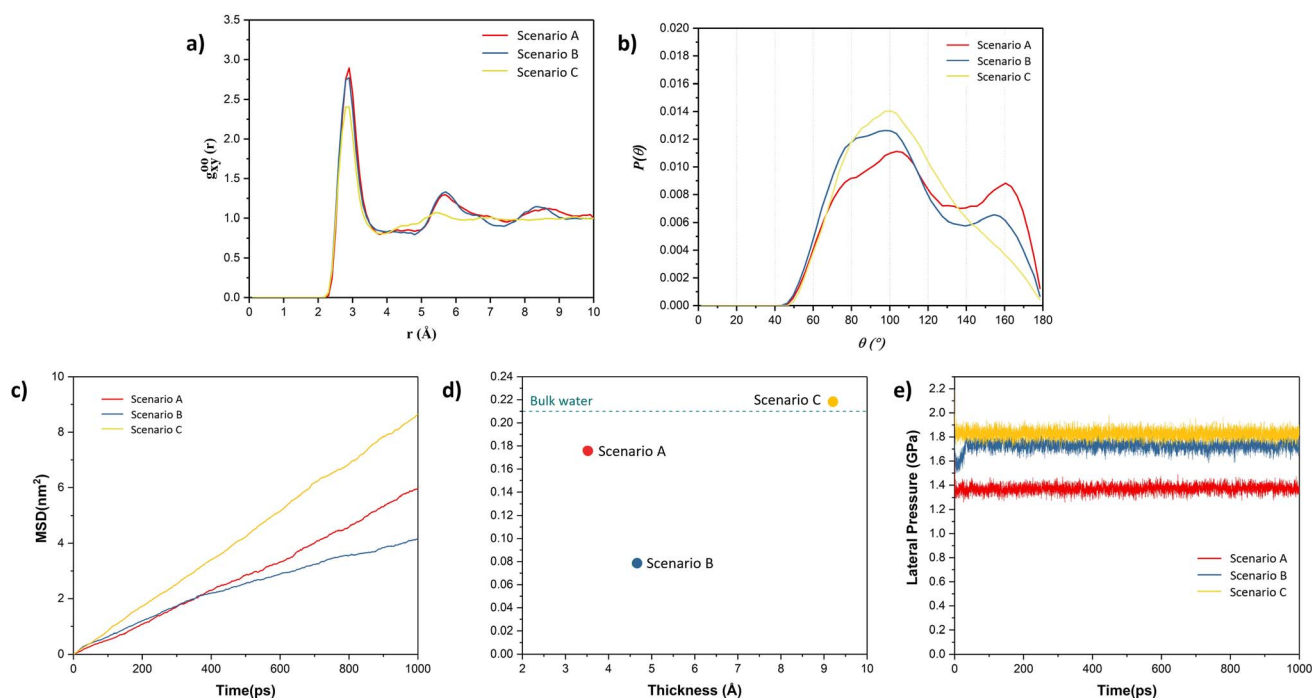 a)
3.5
3.0
2.5
2.0
1.5
1.0
0.5
0.0
g_xy^oo (r)
Scenario A
Scenario B
Scenario C
0 1 2 3 4 5 6 7 8 9 10
r (Å)
b)
0.020
0.018
0.016
0.014
0.012
0.010
0.008
0.006
0.004
0.002
0.000
P(θ)
Scenario A
Scenario B
Scenario C
0 20 40 60 80 100 120 140 160 180
θ (°)
c)
10
8
6
4
2
0
MSD(nm²)
Scenario A
Scenario B
Scenario C
0 200 400 600 800 1000
Time(ps)
d)
0.24
0.22
0.20
0.18
0.16
0.14
0.12
0.10
0.08
0.06
0.04
0.02
0.00
Bulk water
Scenario C
Scenario A
Scenario B
2 3 4 5 6 7 8 9 10
Thickness (Å)
e)
2.2
2.0
1.8
1.6
1.4
1.2
1.0
0.8
0.6
0.4
0.2
0.0
Lateral Pressure (GPa)
Scenario A
Scenario B
Scenario C
0 200 400 600 800 1000
Time(ps)